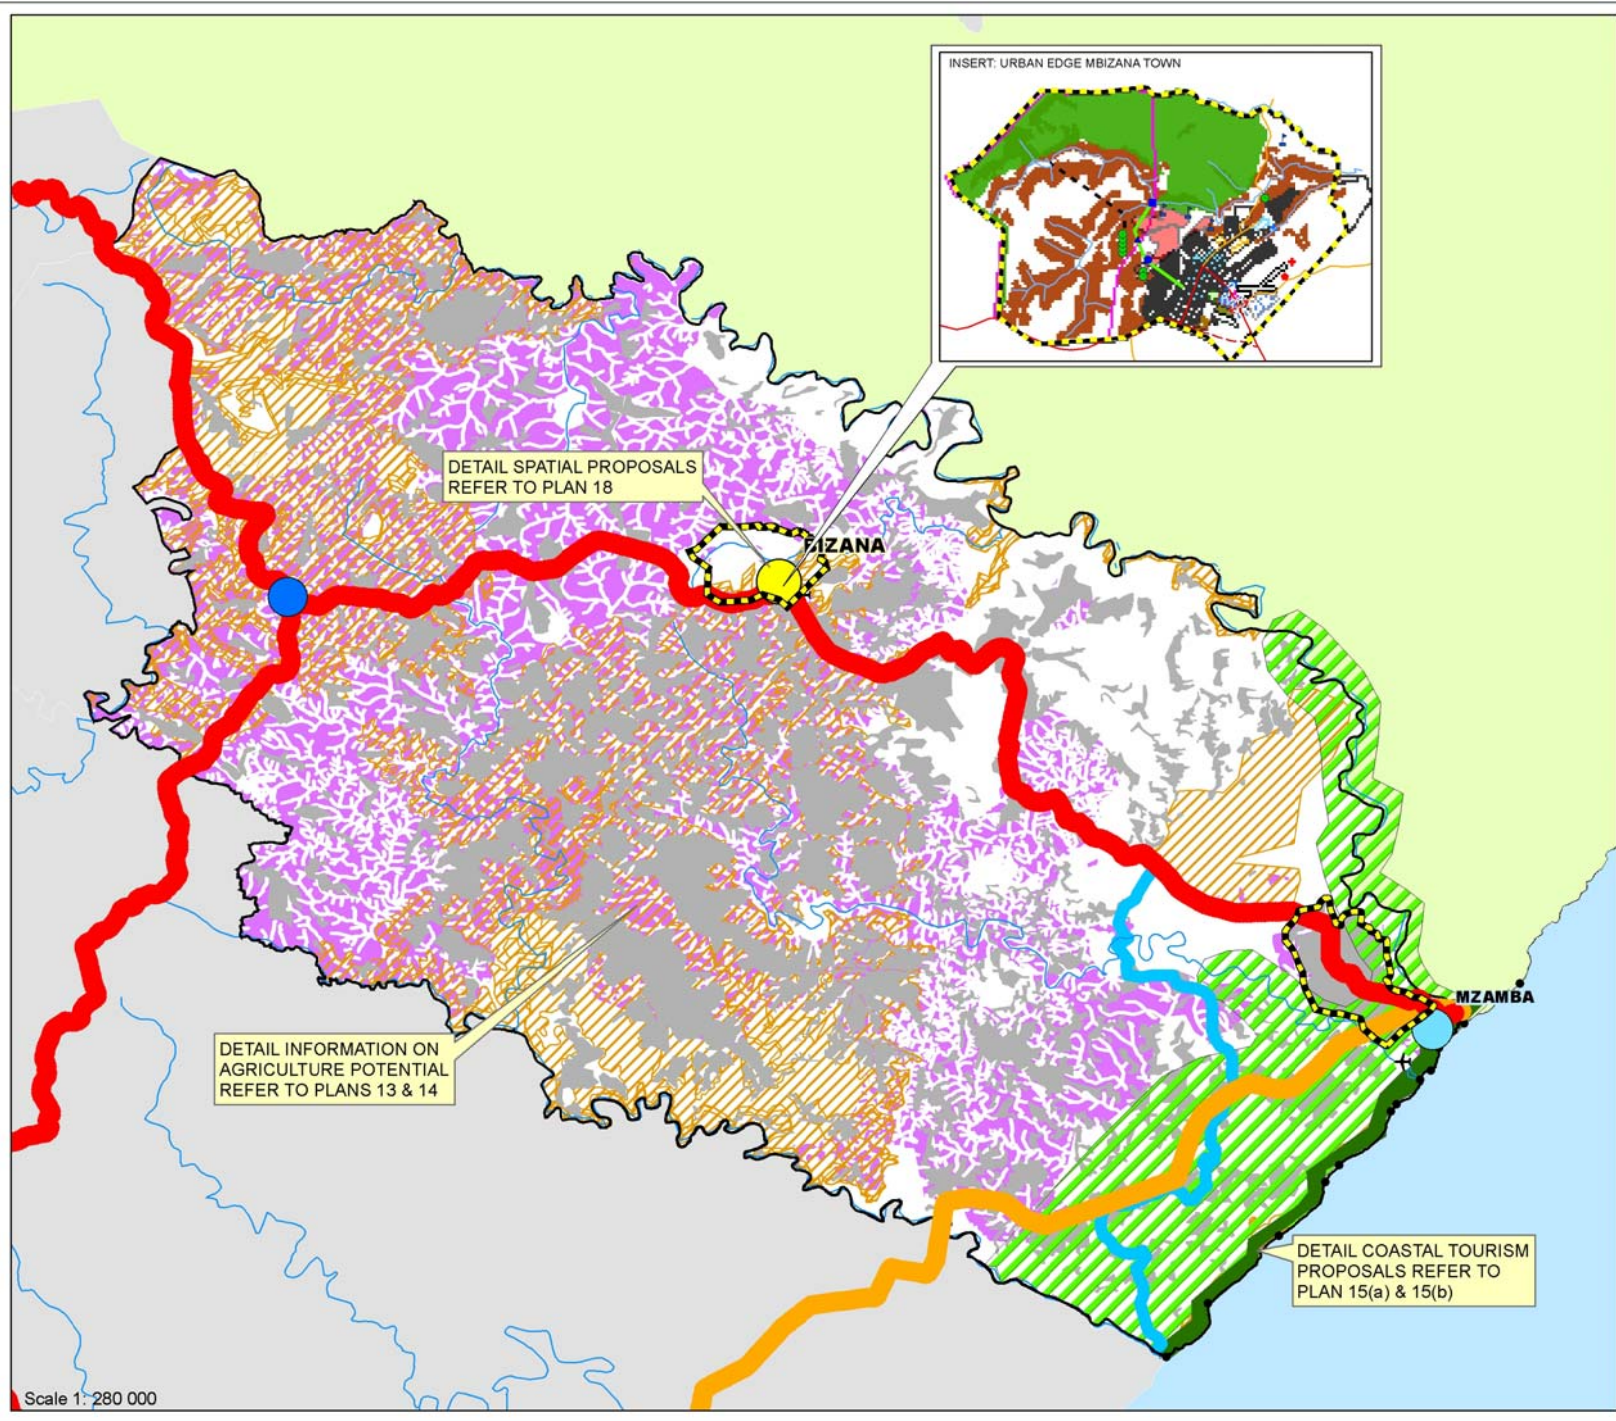 INSERT: URBAN EDGE MBIZANA TOWN
DETAIL SPATIAL PROPOSALS
REFER TO PLAN 18
BIZANA
MZAMBA
DETAIL INFORMATION ON
AGRICULTURE POTENTIAL
REFER TO PLANS 13 & 14
DETAIL COASTAL TOURISM
PROPOSALS REFER TO
PLAN 15(a) & 15(b)
Scale 1: 280 000